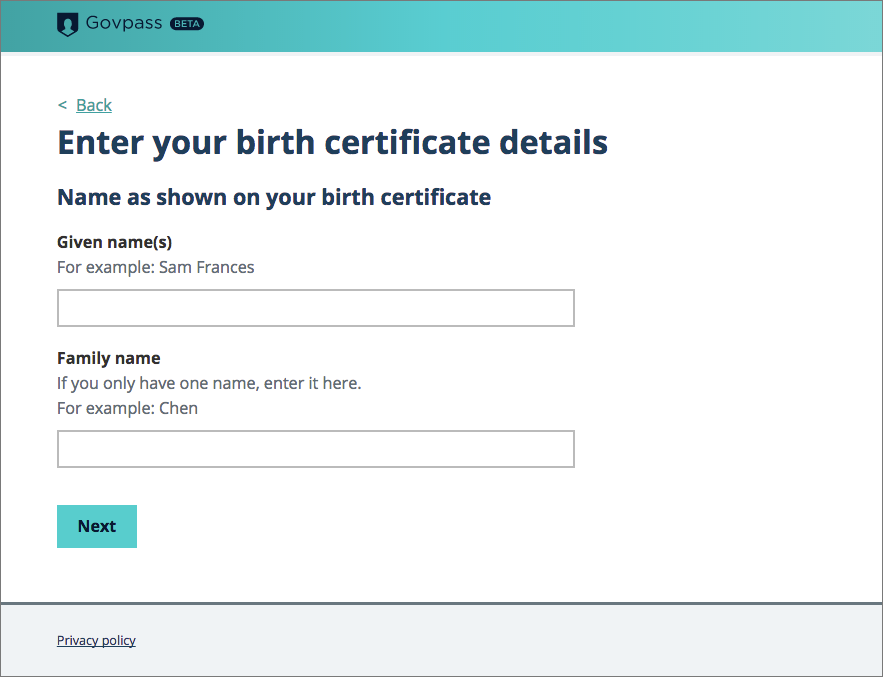 Govpass BETA
< Back
Enter your birth certificate details
Name as shown on your birth certificate
Given name(s)
For example: Sam Frances
Family name
If you only have one name, enter it here.
For example: Chen
Next
Privacy policy